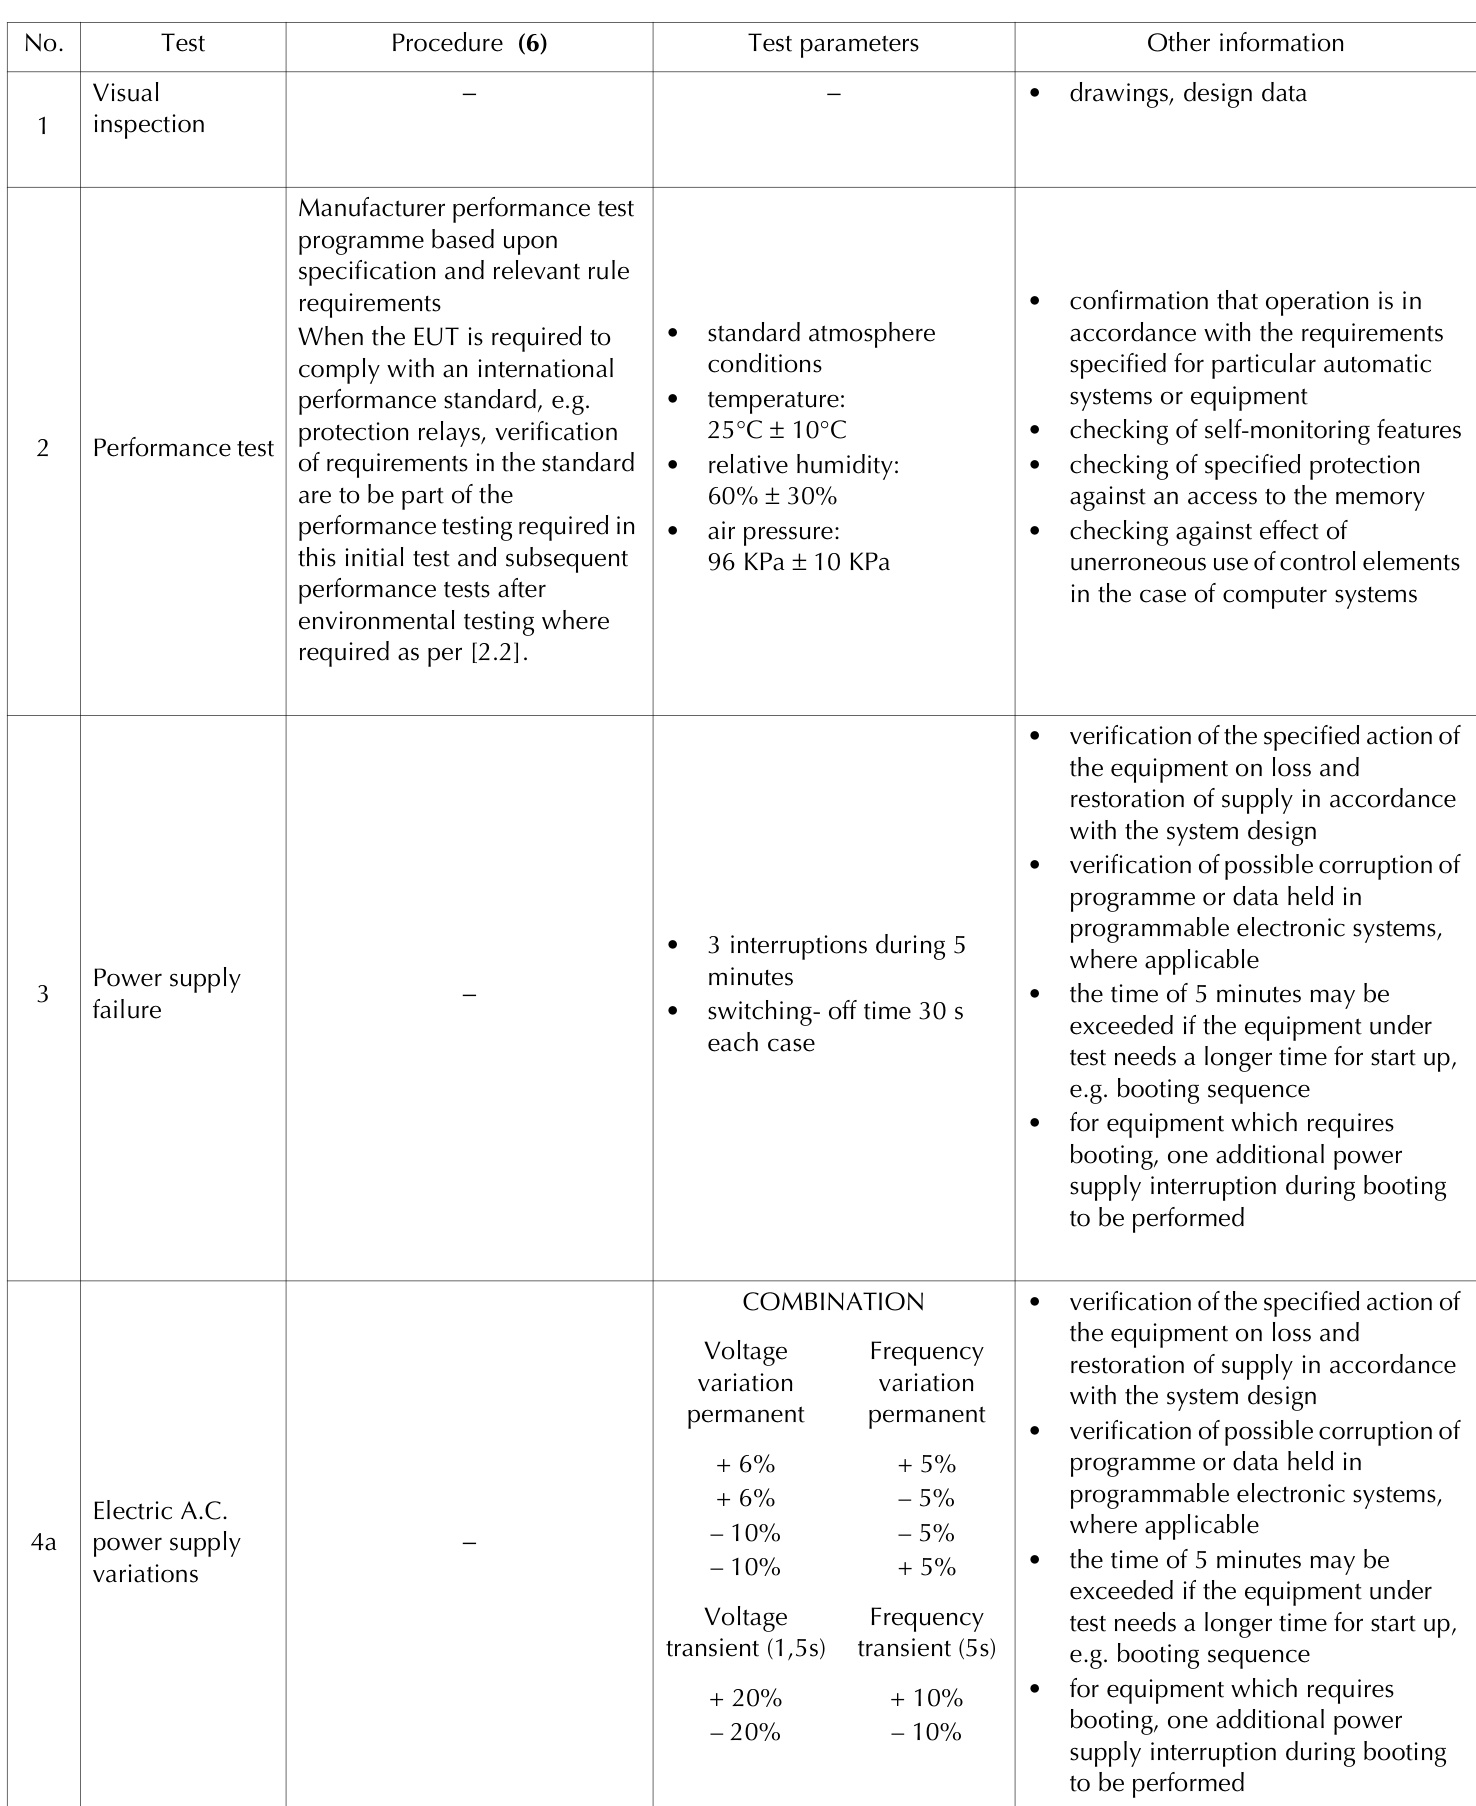 No.
Test
Procedure (6)
Test parameters
Other information
1
Visual
inspection
–
–
• drawings, design data
2
Performance test
Manufacturer performance test
programme based upon
specification and relevant rule
requirements
When the EUT is required to
comply with an international
performance standard, e.g.
protection relays, verification
of requirements in the standard
are to be part of the
performance testing required in
this initial test and subsequent
performance tests after
environmental testing where
required as per [2.2].
• standard atmosphere
conditions
• temperature:
25°C ± 10°C
• relative humidity:
60% ± 30%
• air pressure:
96 KPa ± 10 KPa
• confirmation that operation is in
accordance with the requirements
specified for particular automatic
systems or equipment
• checking of self-monitoring features
• checking of specified protection
against an access to the memory
• checking against effect of
unerroneous use of control elements
in the case of computer systems
3
Power supply
failure
–
• 3 interruptions during 5
minutes
• switching- off time 30 s
each case
• verification of the specified action of
the equipment on loss and
restoration of supply in accordance
with the system design
• verification of possible corruption of
programme or data held in
programmable electronic systems,
where applicable
• the time of 5 minutes may be
exceeded if the equipment under
test needs a longer time for start up,
e.g. booting sequence
• for equipment which requires
booting, one additional power
supply interruption during booting
to be performed
4a
Electric A.C.
power supply
variations
–
COMBINATION
Voltage
variation
permanent
Frequency
variation
permanent
+ 6% + 5%
+ 6% – 5%
– 10% – 5%
– 10% + 5%
Voltage
transient (1,5s)
Frequency
transient (5s)
+ 20% + 10%
– 20% – 10%
• verification of the specified action of
the equipment on loss and
restoration of supply in accordance
with the system design
• verification of possible corruption of
programme or data held in
programmable electronic systems,
where applicable
• the time of 5 minutes may be
exceeded if the equipment under
test needs a longer time for start up,
e.g. booting sequence
• for equipment which requires
booting, one additional power
supply interruption during booting
to be performed